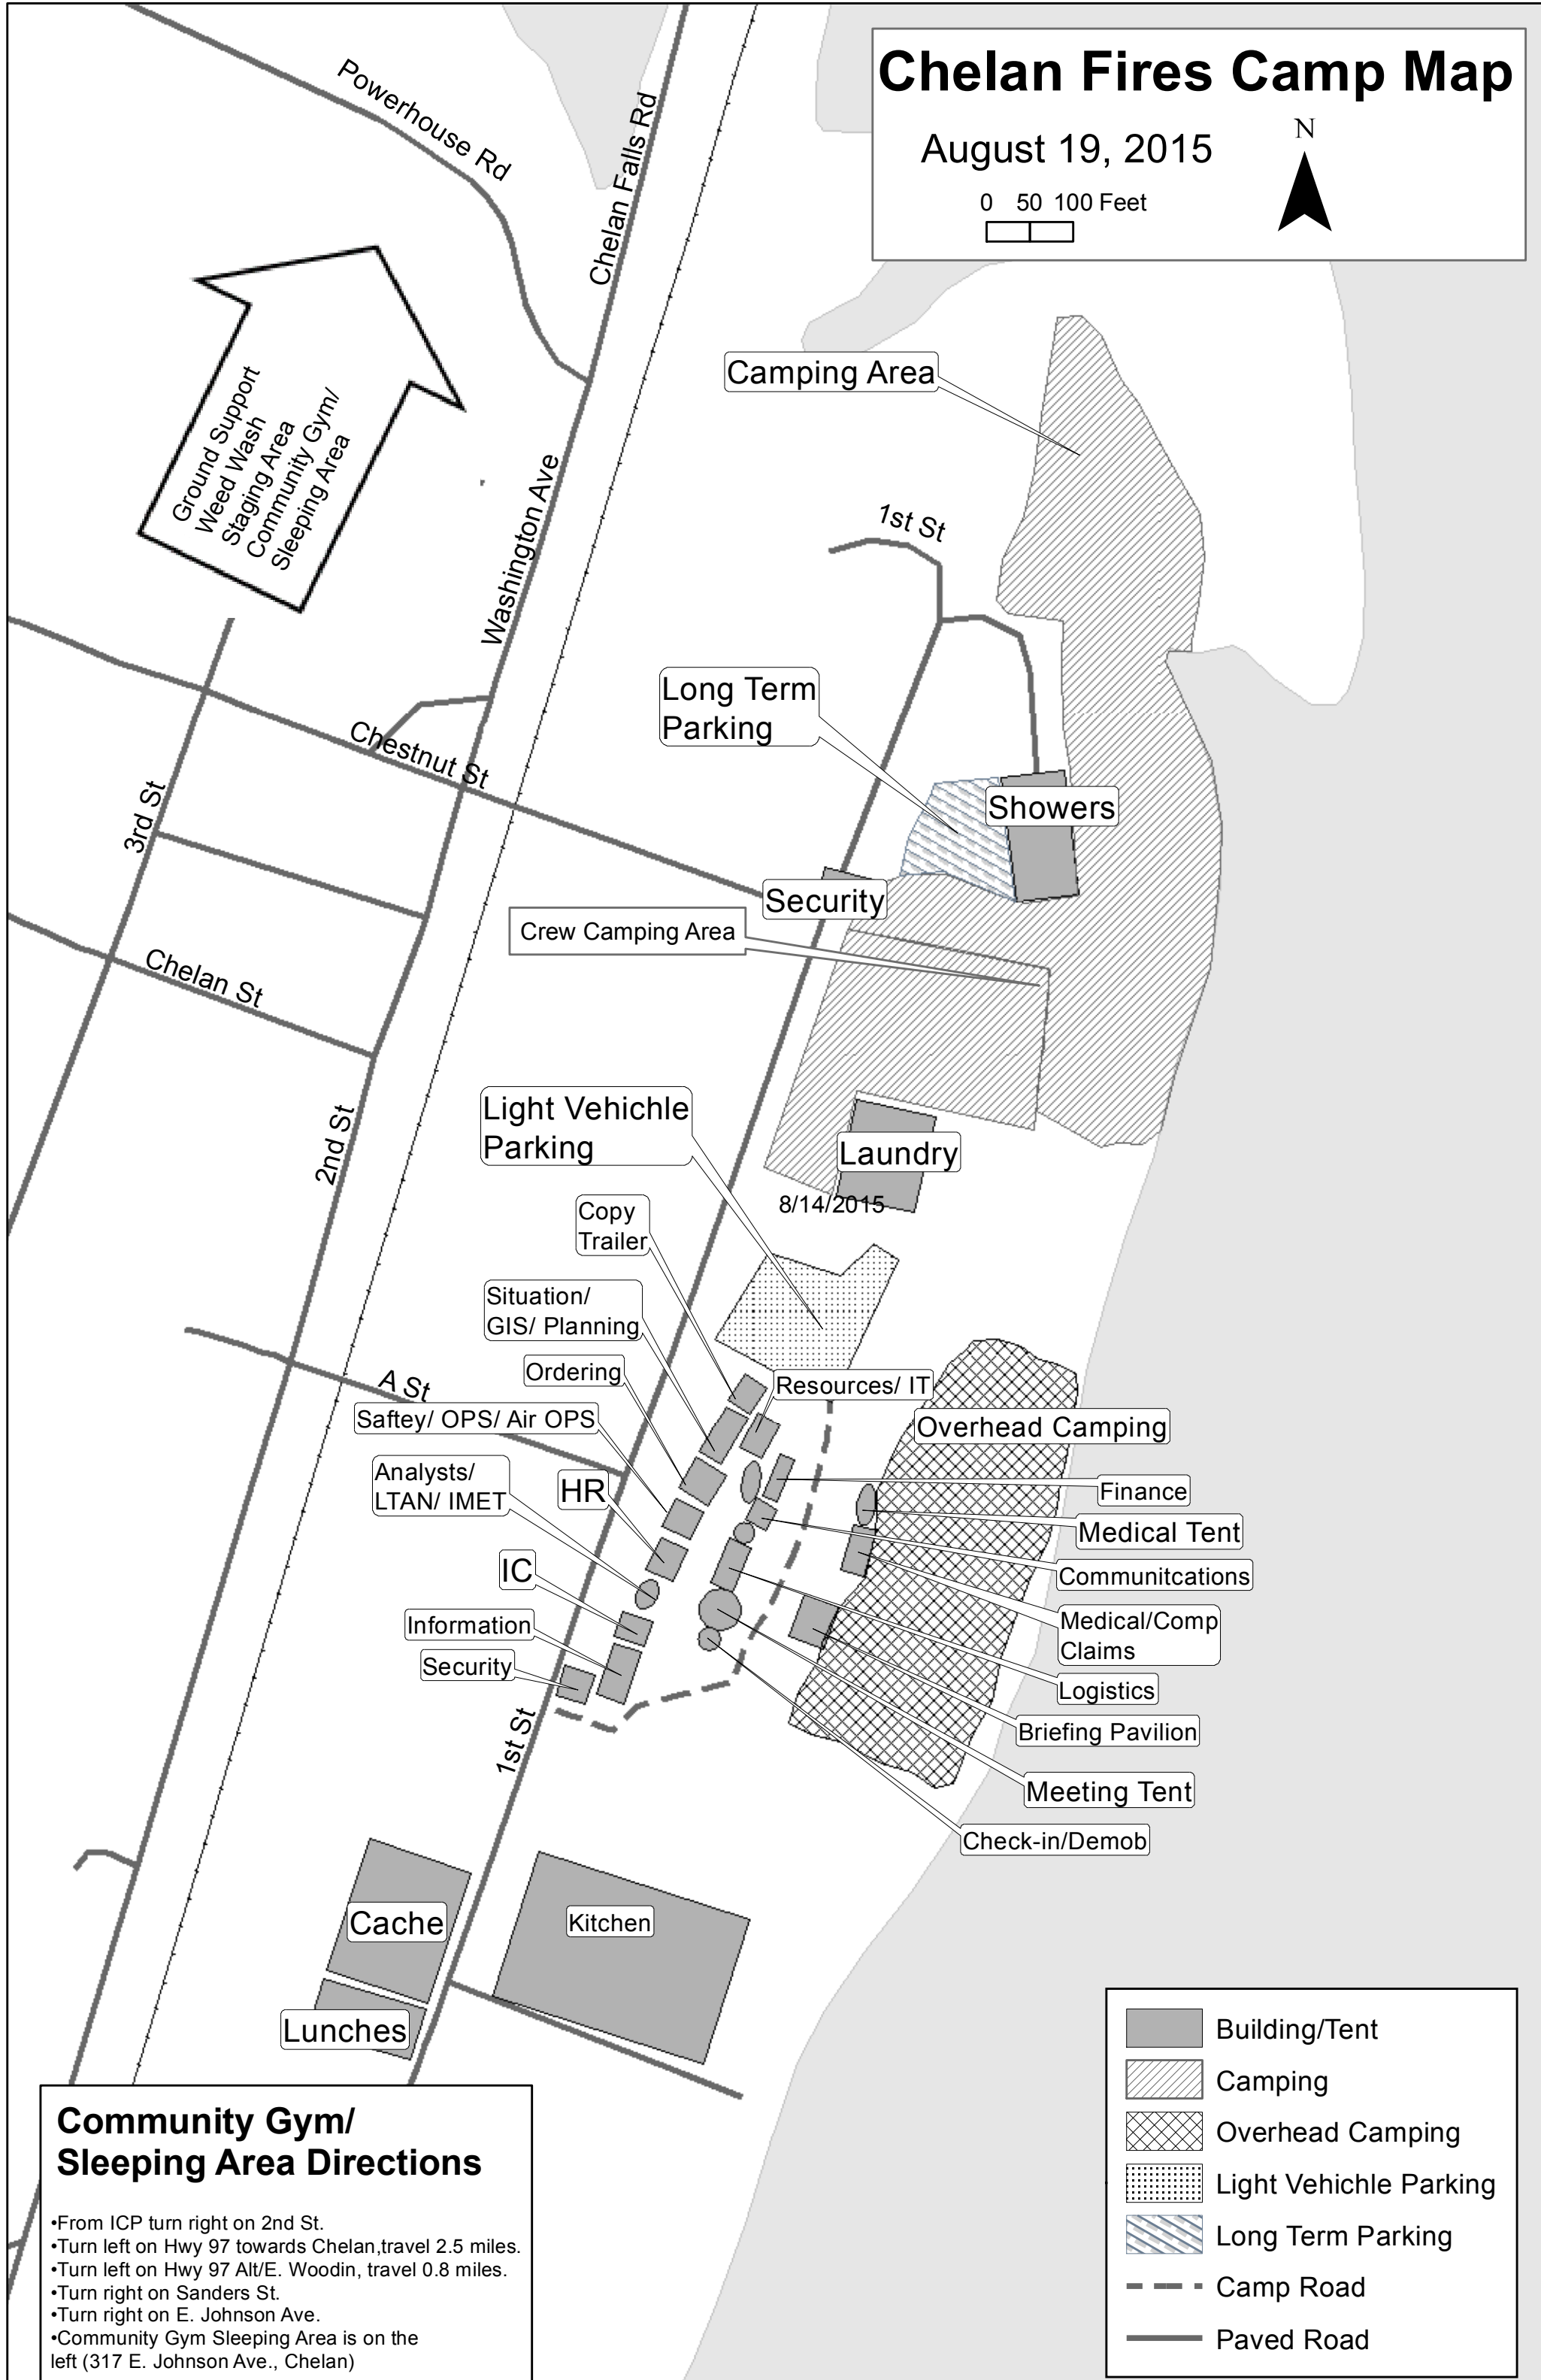 Chelan Fires Camp Map
August 19, 2015
N
0 50 100 Feet
Powerhouse Rd
Chelan Falls Rd
Ground Support
Weed Wash
Staging Area
Community Gym/
Sleeping Area
Camping Area
Washington Ave
1st St
Long Term
Parking
Chestnut St
3rd St
Showers
Security
Crew Camping Area
Chelan St
Light Vehichle
Parking
2nd St
Laundry
8/14/2015
Copy
Trailer
Situation/
GIS/ Planning
Ordering
A St
Resources/ IT
Saftey/ OPS/ Air OPS
Overhead Camping
Analysts/
LTAN/ IMET
HR
Finance
Medical Tent
IC
Communitcations
Information
Medical/Comp
Claims
Security
Logistics
1st St
Briefing Pavilion
Meeting Tent
Check-in/Demob
Cache
Kitchen
Lunches
Building/Tent
Camping
Overhead Camping
Light Vehichle Parking
Long Term Parking
Camp Road
Paved Road
Community Gym/
Sleeping Area Directions
•From ICP turn right on 2nd St.
•Turn left on Hwy 97 towards Chelan,travel 2.5 miles.
•Turn left on Hwy 97 Alt/E. Woodin, travel 0.8 miles.
•Turn right on Sanders St.
•Turn right on E. Johnson Ave.
•Community Gym Sleeping Area is on the
left (317 E. Johnson Ave., Chelan)